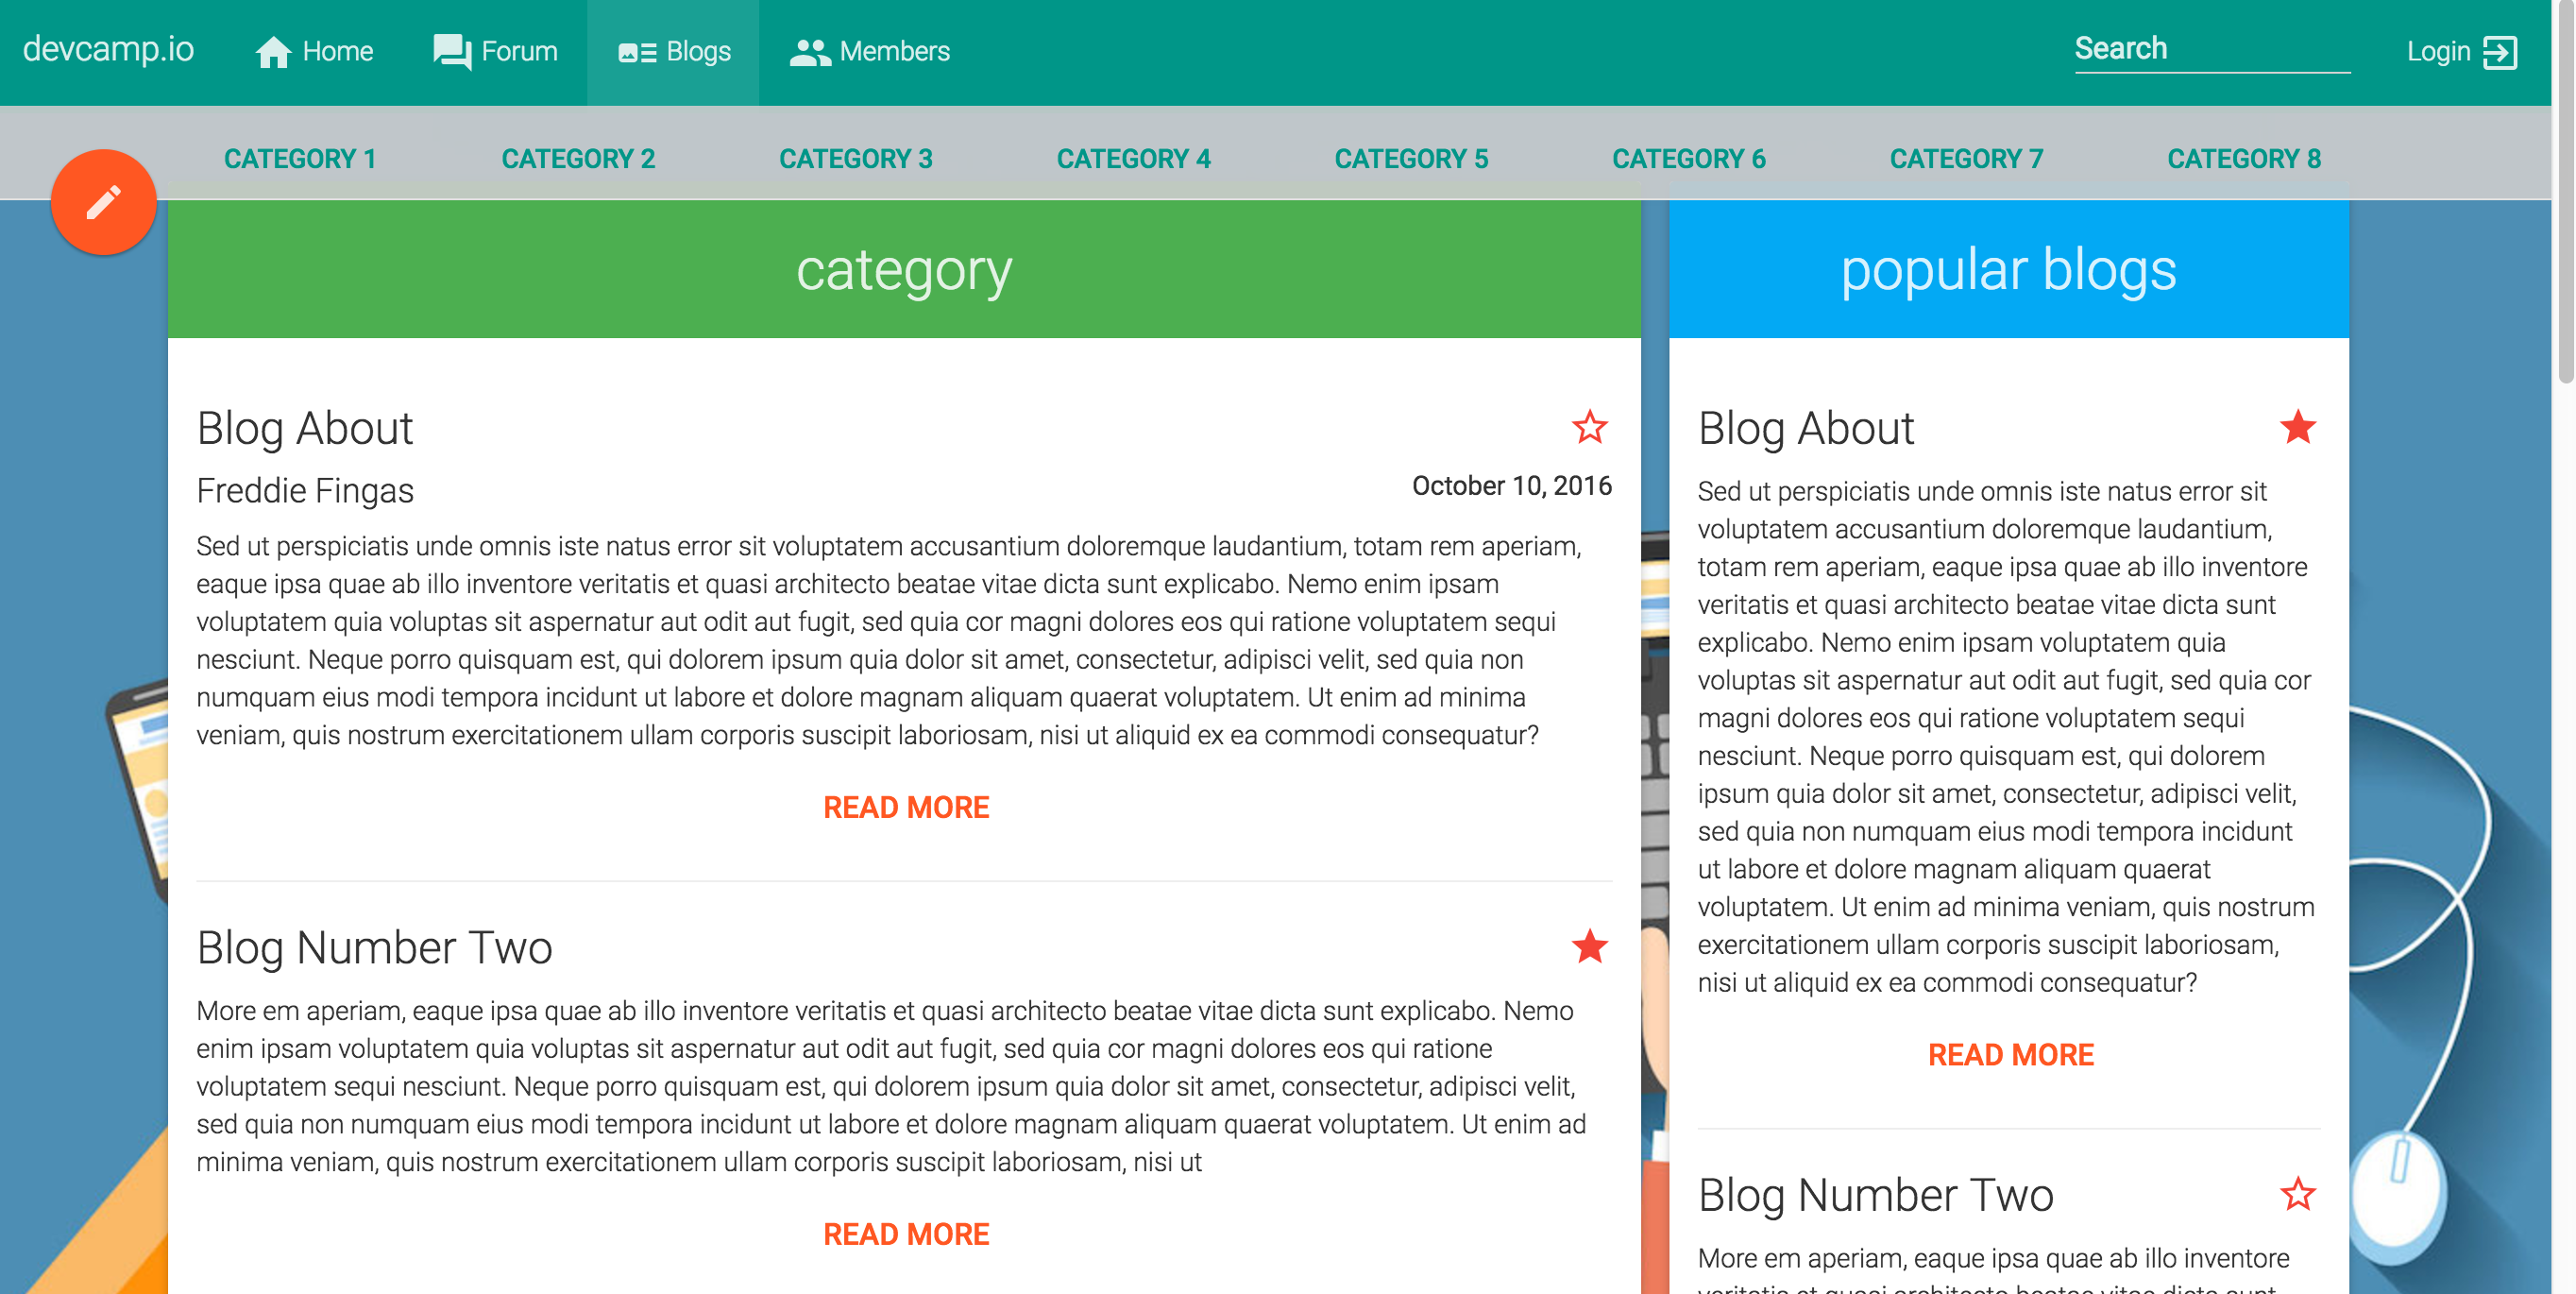 devcamp.io Home Forum Blogs Members Search Login
CATEGORY 1 CATEGORY 2 CATEGORY 3 CATEGORY 4 CATEGORY 5 CATEGORY 6 CATEGORY 7 CATEGORY 8
category
Blog About
Freddie Fingas
October 10, 2016
Sed ut perspiciatis unde omnis iste natus error sit voluptatem accusantium doloremque laudantium, totam rem aperiam,
eaque ipsa quae ab illo inventore veritatis et quasi architecto beatae vitae dicta sunt explicabo. Nemo enim ipsam
voluptatem quia voluptas sit aspernatur aut odit aut fugit, sed quia cor magni dolores eos qui ratione voluptatem sequi
nesciunt. Neque porro quisquam est, qui dolorem ipsum quia dolor sit amet, consectetur, adipisci velit, sed quia non
numquam eius modi tempora incidunt ut labore et dolore magnam aliquam quaerat voluptatem. Ut enim ad minima
veniam, quis nostrum exercitationem ullam corporis suscipit laboriosam, nisi ut aliquid ex ea commodi consequatur?
READ MORE
Blog Number Two
More em aperiam, eaque ipsa quae ab illo inventore veritatis et quasi architecto beatae vitae dicta sunt explicabo. Nemo
enim ipsam voluptatem quia voluptas sit aspernatur aut odit aut fugit, sed quia cor magni dolores eos qui ratione
voluptatem sequi nesciunt. Neque porro quisquam est, qui dolorem ipsum quia dolor sit amet, consectetur, adipisci velit,
sed quia non numquam eius modi tempora incidunt ut labore et dolore magnam aliquam quaerat voluptatem. Ut enim ad
minima veniam, quis nostrum exercitationem ullam corporis suscipit laboriosam, nisi ut
READ MORE
popular blogs
Blog About
Sed ut perspiciatis unde omnis iste natus error sit
voluptatem accusantium doloremque laudantium,
totam rem aperiam, eaque ipsa quae ab illo inventore
veritatis et quasi architecto beatae vitae dicta sunt
explicabo. Nemo enim ipsam voluptatem quia
voluptas sit aspernatur aut odit aut fugit, sed quia cor
magni dolores eos qui ratione voluptatem sequi
nesciunt. Neque porro quisquam est, qui dolorem
ipsum quia dolor sit amet, consectetur, adipisci velit,
sed quia non numquam eius modi tempora incidunt
ut labore et dolore magnam aliquam quaerat
voluptatem. Ut enim ad minima veniam, quis nostrum
exercitationem ullam corporis suscipit laboriosam,
nisi ut aliquid ex ea commodi consequatur?
READ MORE
Blog Number Two
More em aperiam, eaque ipsa quae ab illo inventore
veritatis et quasi architecto beatae vitae dicta sunt